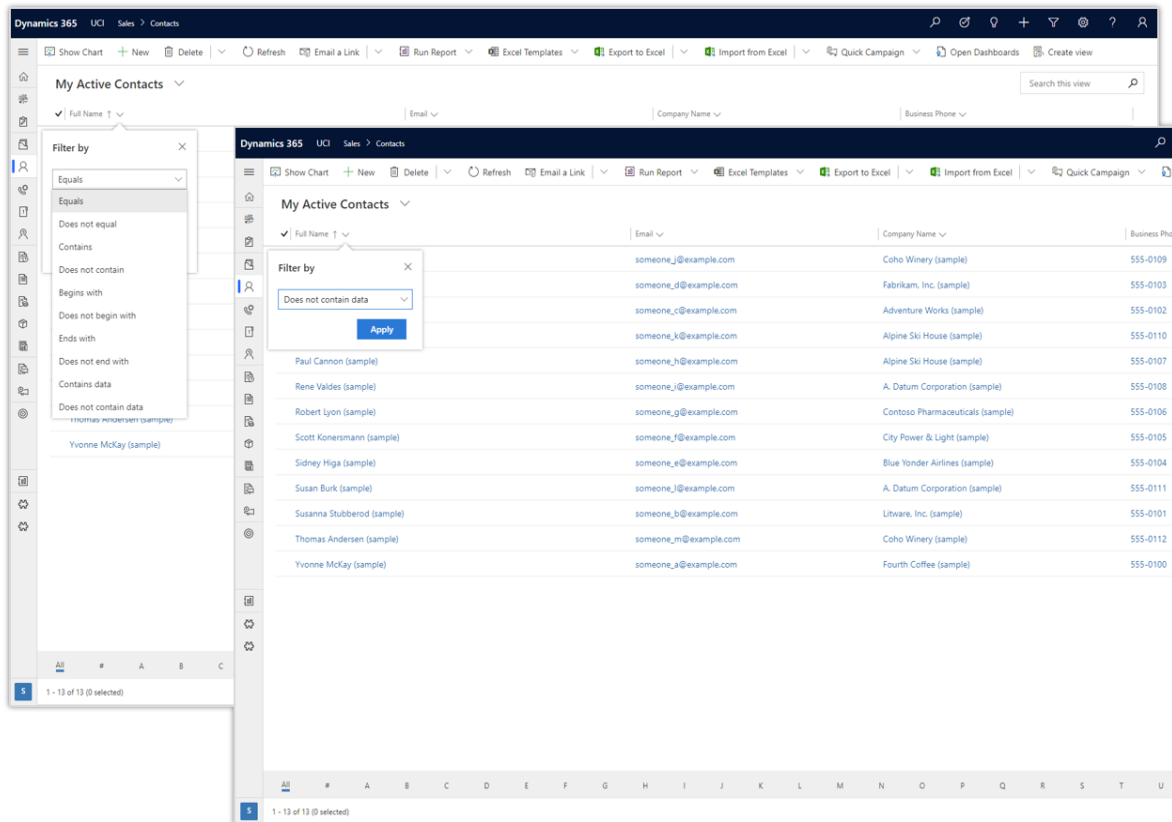 Dynamics 365 UCI Sales > Contacts
Show Chart New Delete Refresh Email a Link Run Report Excel Templates Export to Excel Import from Excel Quick Campaign Open Dashboards Create view
My Active Contacts
Search this view
Full Name ↑ Email Company Name Business Phone
Filter by
Equals
Equals
Does not equal
Contains
Does not contain
Begins with
Does not begin with
Ends with
Does not end with
Contains data
Does not contain data
Thomas Andersen (sample)
Yvonne McKay (sample)
All # A B C
S 1 - 13 of 13 (0 selected)
Dynamics 365 UCI Sales > Contacts
Show Chart New Delete Refresh Email a Link Run Report Excel Templates Export to Excel Import from Excel Quick Campaign
My Active Contacts
Full Name ↑ Email Company Name Business Pho
Filter by
Does not contain data
Apply
someone_j@example.com Coho Winery (sample) 555-0109
someone_d@example.com Fabrikam, Inc. (sample) 555-0103
someone_c@example.com Adventure Works (sample) 555-0102
someone_k@example.com Alpine Ski House (sample) 555-0110
Paul Cannon (sample) someone_h@example.com Alpine Ski House (sample) 555-0107
Rene Valdes (sample) someone_i@example.com A. Datum Corporation (sample) 555-0108
Robert Lyon (sample) someone_g@example.com Contoso Pharmaceuticals (sample) 555-0106
Scott Konersmann (sample) someone_f@example.com City Power & Light (sample) 555-0105
Sidney Higa (sample) someone_e@example.com Blue Yonder Airlines (sample) 555-0104
Susan Burk (sample) someone_l@example.com A. Datum Corporation (sample) 555-0111
Susanna Stubberod (sample) someone_b@example.com Litware, Inc. (sample) 555-0101
Thomas Andersen (sample) someone_m@example.com Coho Winery (sample) 555-0112
Yvonne McKay (sample) someone_a@example.com Fourth Coffee (sample) 555-0100
All # A B C D E F G H I J K L M N O P Q R S T U
S 1 - 13 of 13 (0 selected)